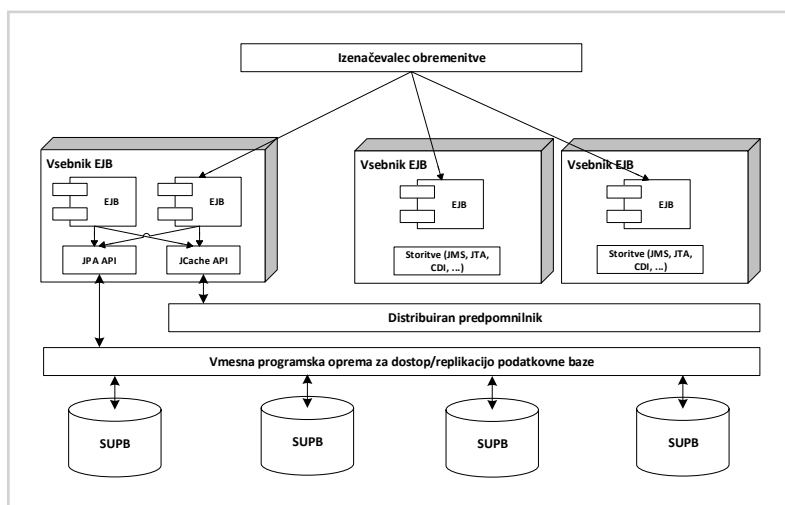 Izenačevalec obremenitve
Vsebnik EJB
EJB
EJB
JPA API
JCache API
Vsebnik EJB
EJB
Storitve (JMS, JTA,
CDI, ...)
Vsebnik EJB
EJB
Storitve (JMS, JTA,
CDI, ...)
Distribuiran predpomnilnik
Vmesna programska oprema za dostop/replikacijo podatkovne baze
SUPB
SUPB
SUPB
SUPB